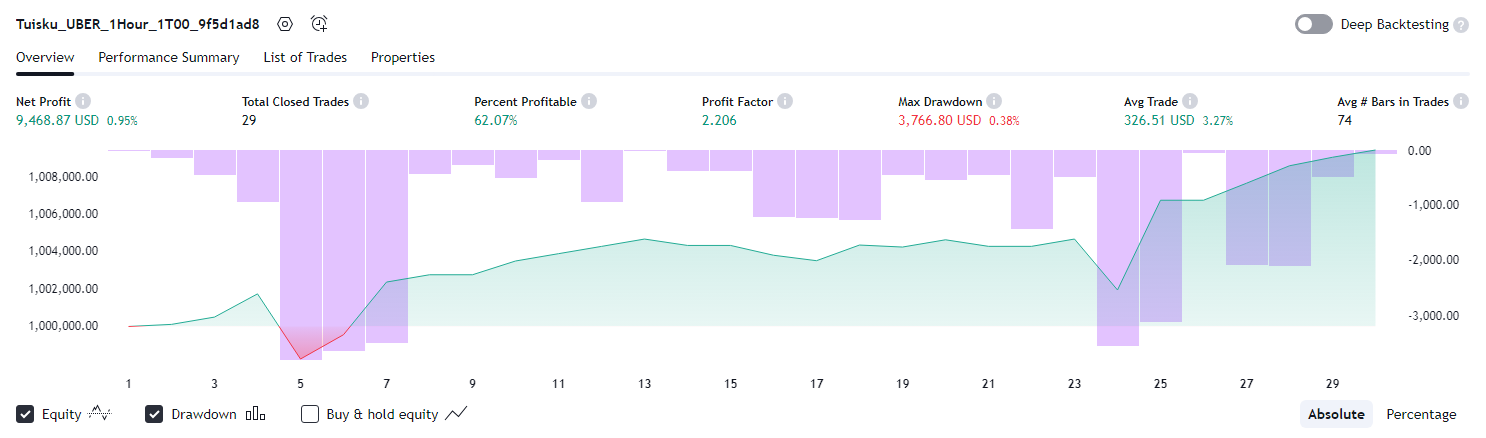 Tuisku_UBER_1Hour_1T00_9f5d1ad8
Deep Backtesting ?
Overview Performance Summary List of Trades Properties
Net Profit Total Closed Trades Percent Profitable Profit Factor Max Drawdown Avg Trade Avg # Bars in Trades
9,468.87 USD 0.95% 29 62.07% 2.206 3,766.80 USD 0.38% 326.51 USD 3.27% 74
0.00
1,008,000.00
-1,000.00
1,006,000.00
1,004,000.00
-2,000.00
1,002,000.00
-3,000.00
1,000,000.00
1 3 5 7 9 11 13 15 17 19 21 23 25 27 29
Equity Drawdown Buy & hold equity Absolute Percentage